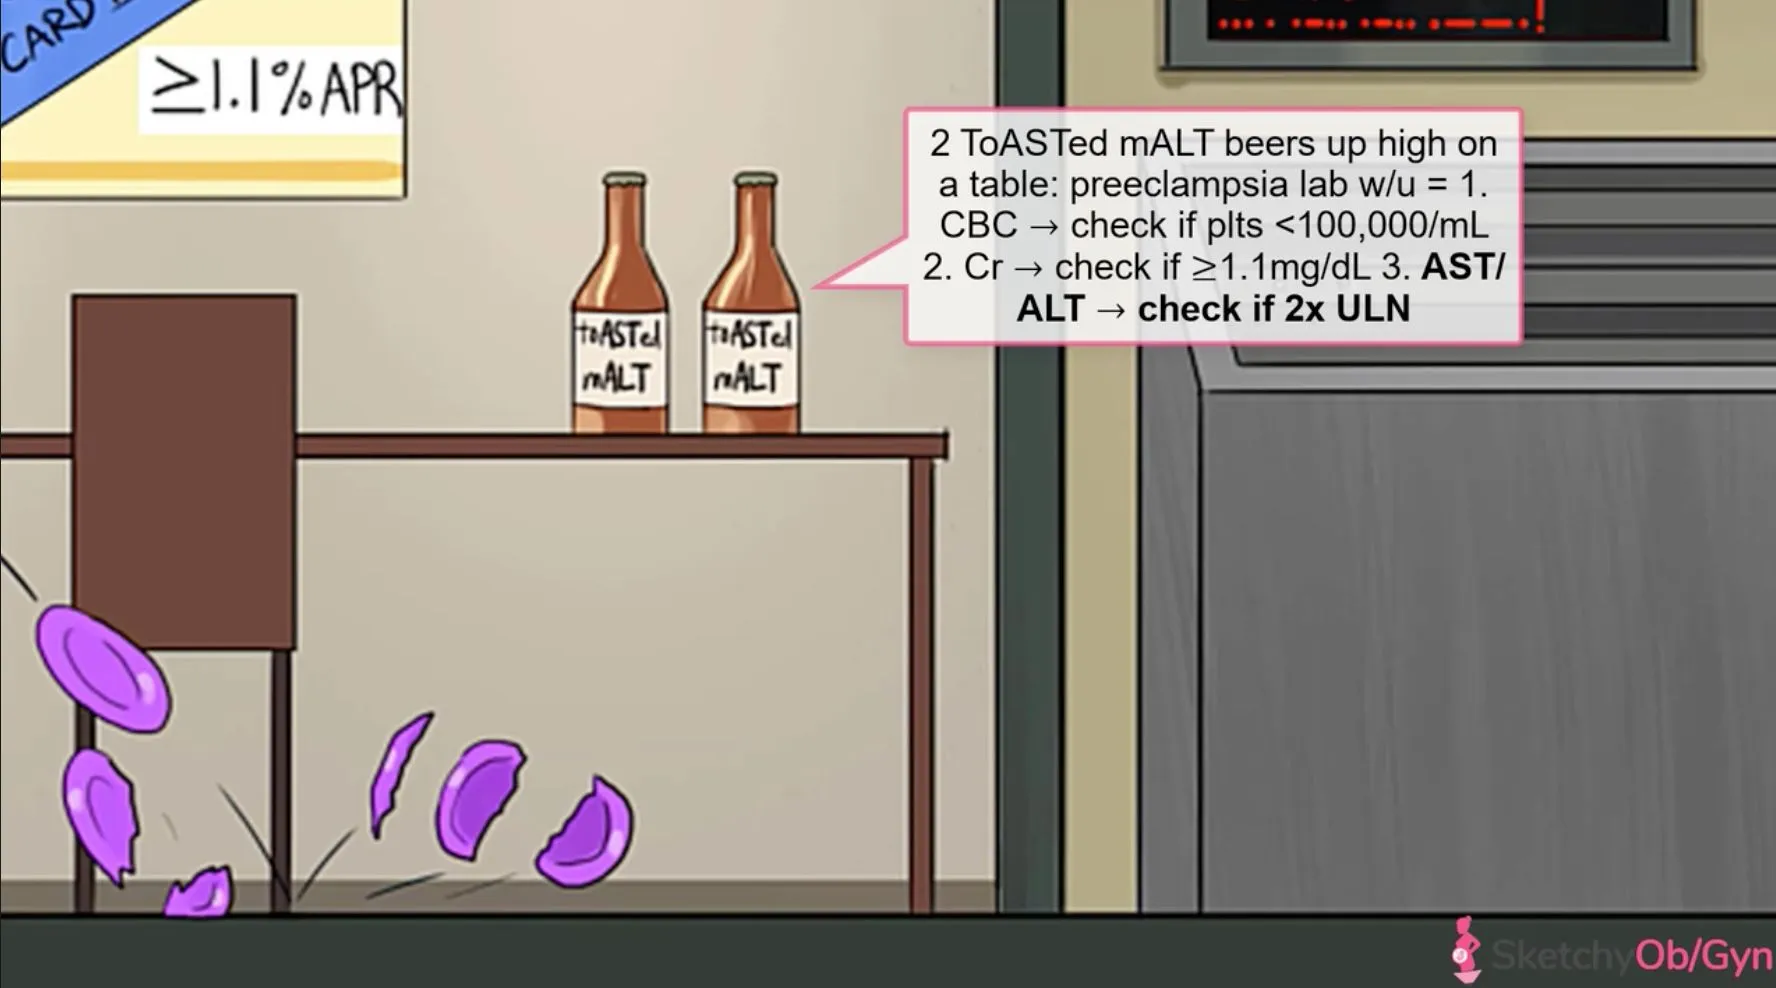 CARD
≥1.1% APR
2 ToASTed mALT beers up high on
a table: preeclampsia lab w/u = 1.
CBC → check if plts <100,000/mL
2. Cr → check if ≥1.1mg/dL 3. AST/
ALT → check if 2x ULN
toASTed
mALT
toASTed
mALT
SketchyOb/Gyn